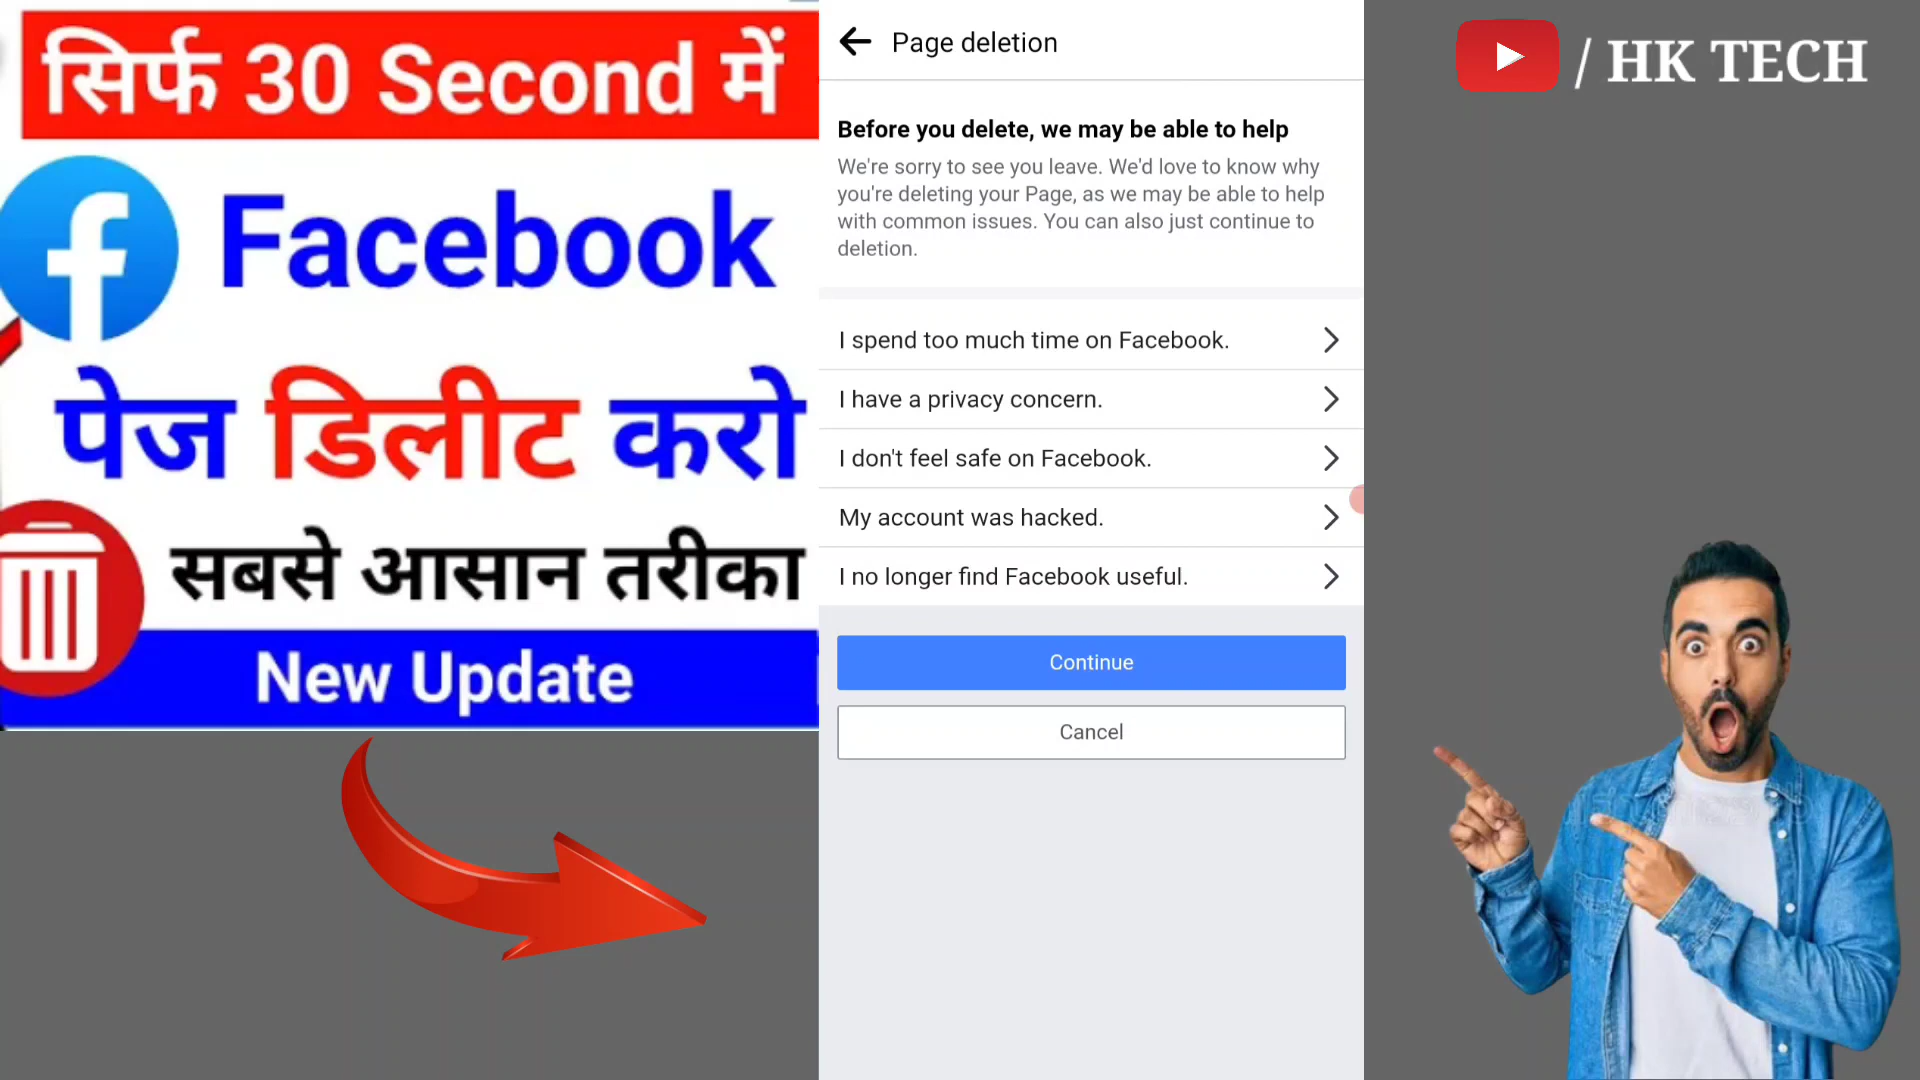 सिर्फ 30 Second में
Facebook
पेज डिलीट करो
सबसे आसान तरीका
New Update
Page deletion
Before you delete, we may be able to help
We're sorry to see you leave. We'd love to know why
you're deleting your Page, as we may be able to help
with common issues. You can also just continue to
deletion.
I spend too much time on Facebook.
I have a privacy concern.
I don't feel safe on Facebook.
My account was hacked.
I no longer find Facebook useful.
Continue
Cancel
/ HK TECH